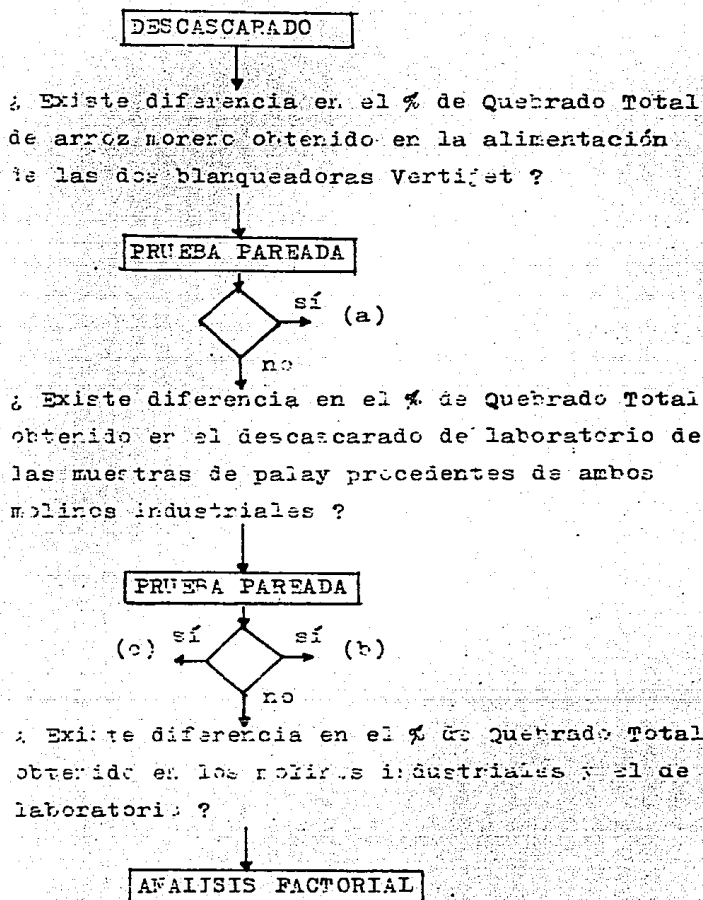 DESCASCARADO
¿ Existe diferencia en el % de Quebrado Total
de arroz moreno obtenido en la alimentación
de las dos blanqueadoras Vertijet ?
PRUEBA PAREADA
sí (a)
no
¿ Existe diferencia en el % de Quebrado Total
obtenido en el descascarado de laboratorio de
las muestras de palay procedentes de ambos
molinos industriales ?
PRUEBA PAREADA
(c) sí sí (b)
no
¿ Existe diferencia en el % de Quebrado Total
obtenido en los molinos industriales y el de
laboratorio ?
ANALISIS FACTORIAL